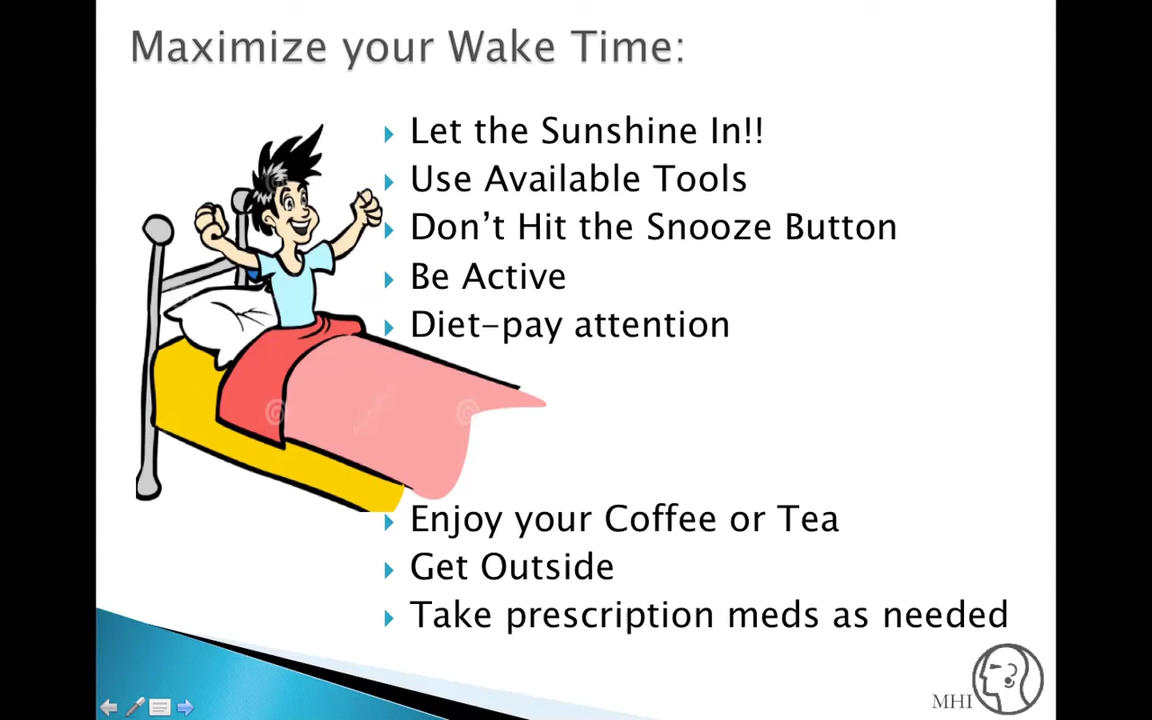 Maximize your Wake Time:
Let the Sunshine In!!
Use Available Tools
Don’t Hit the Snooze Button
Be Active
Diet-pay attention
Enjoy your Coffee or Tea
Get Outside
Take prescription meds as needed
MHI